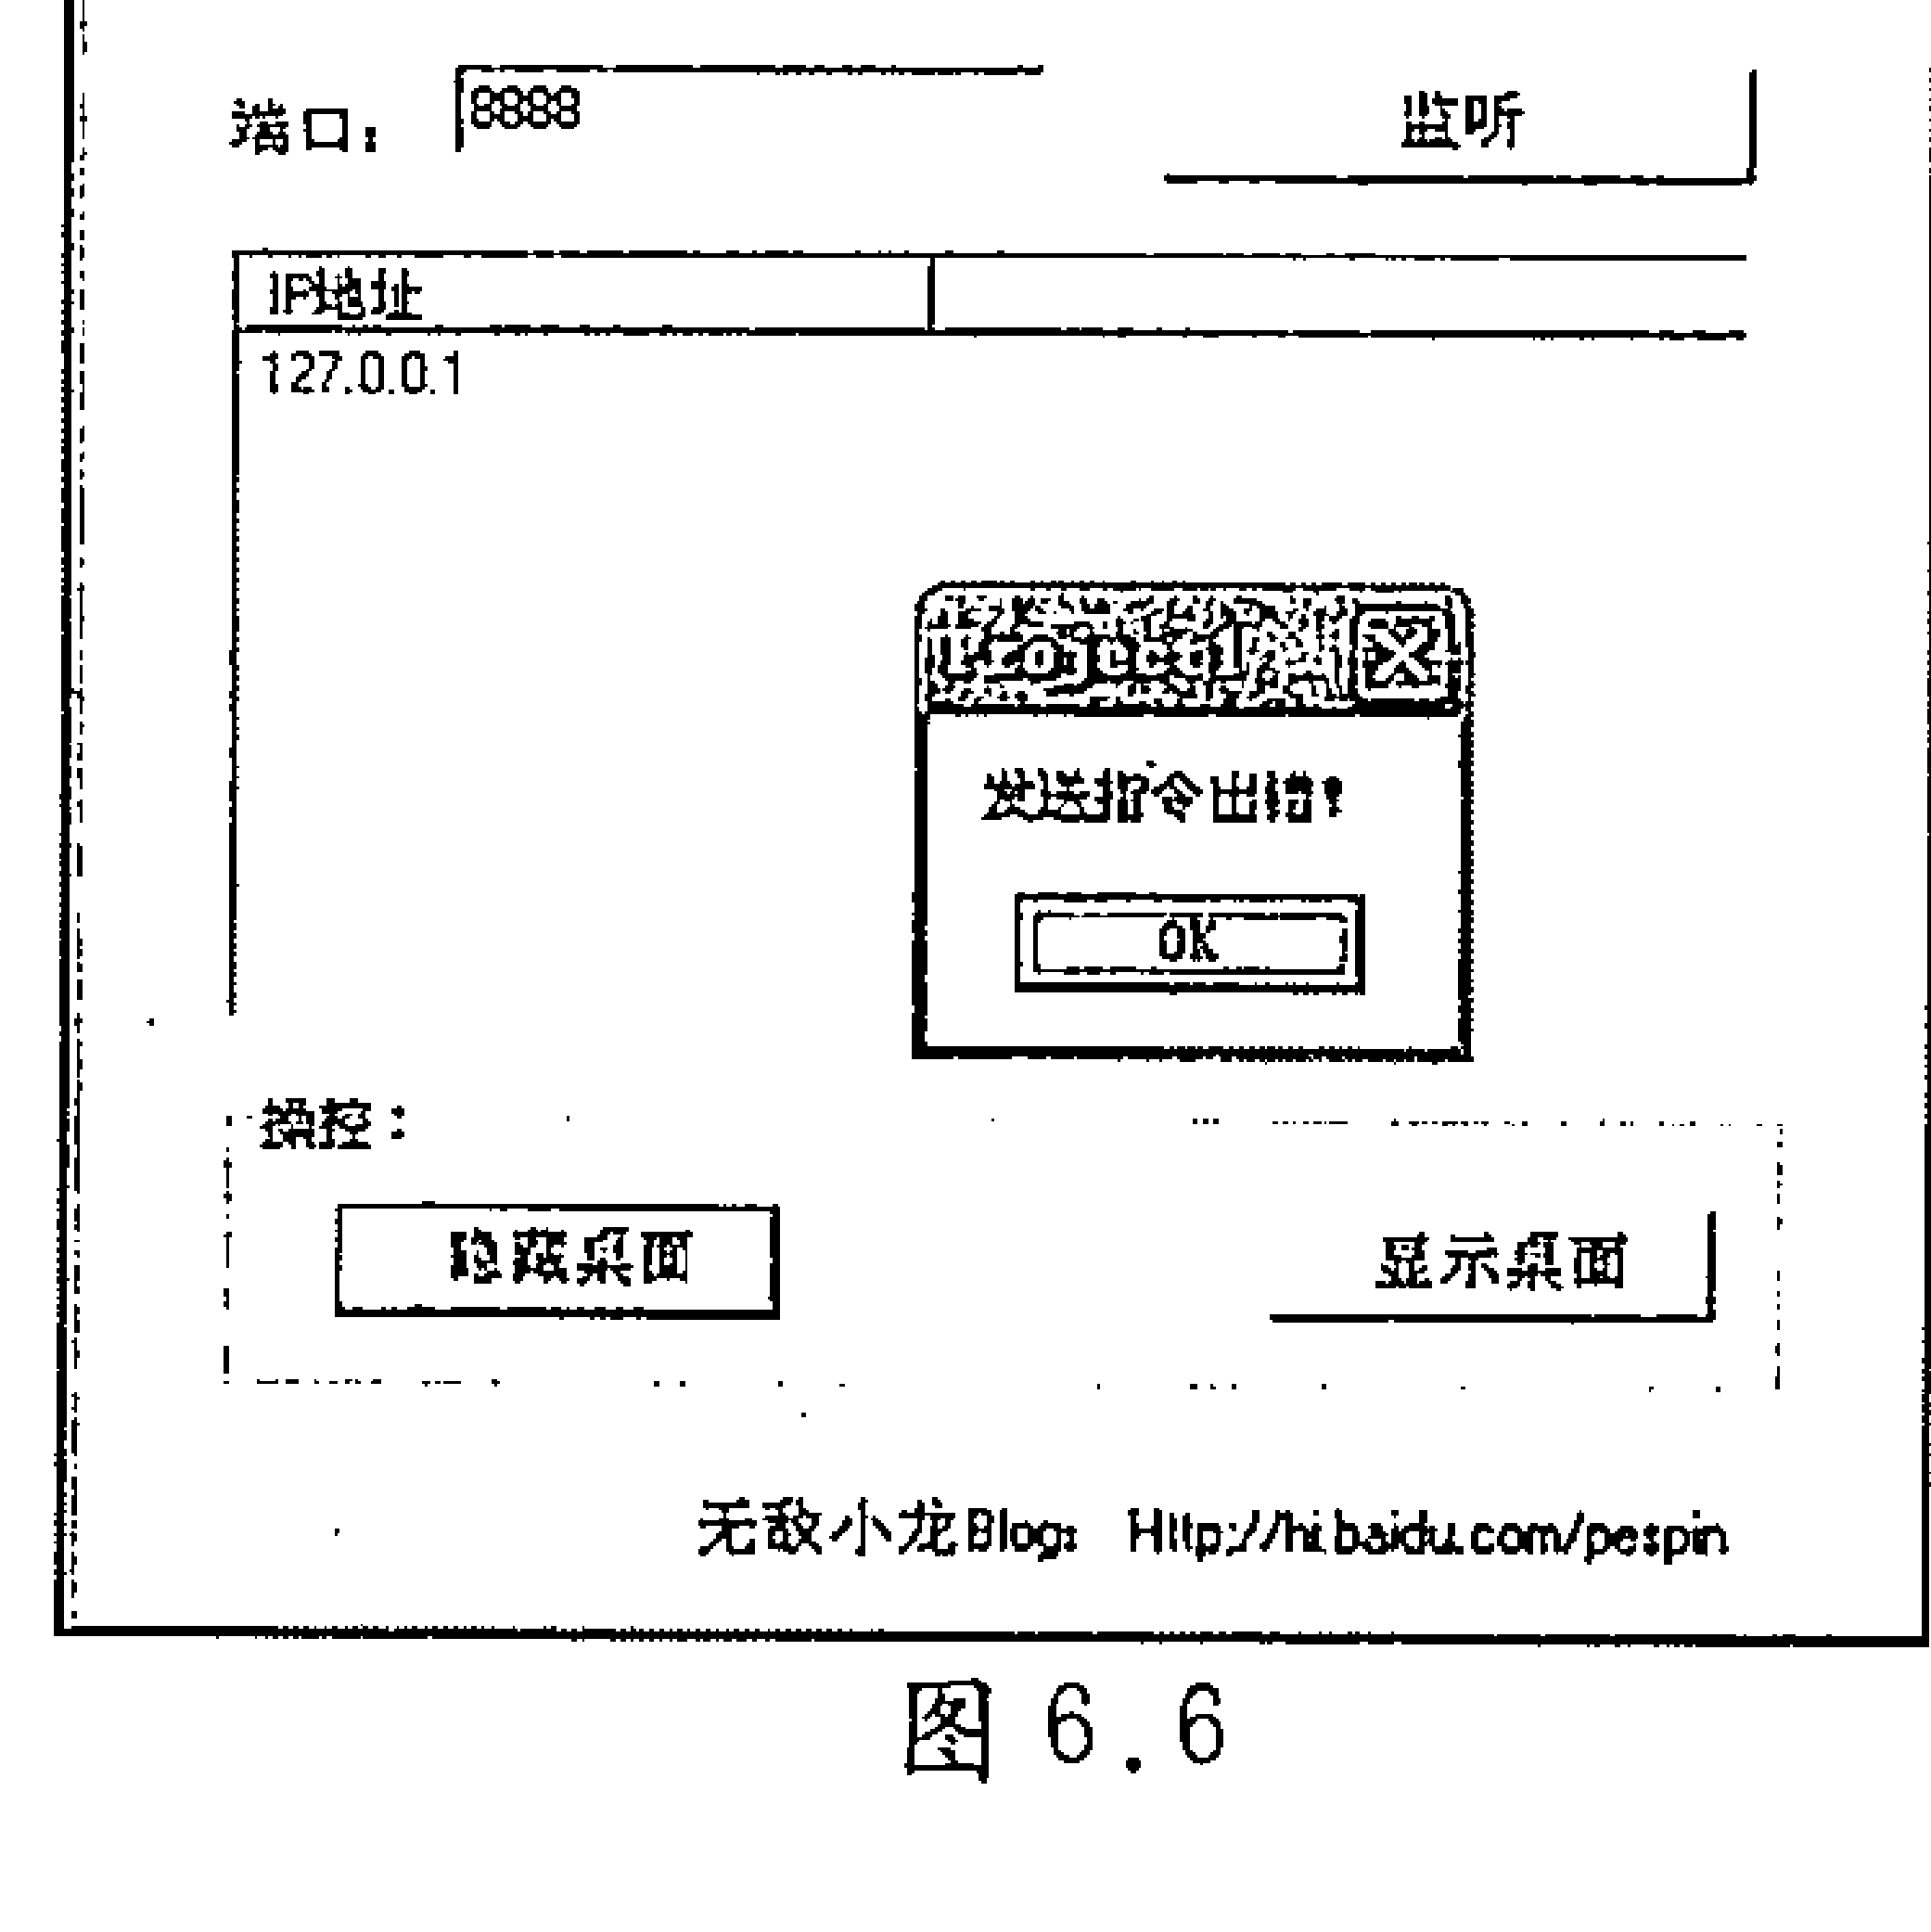 端口： 8888 监听
IP地址
127.0.0.1
Project1
发送指令出错!
OK
操控：
隐藏桌面 显示桌面
无敌小龙Blog: Http://hi.baidu.com/pespin
图 6.6